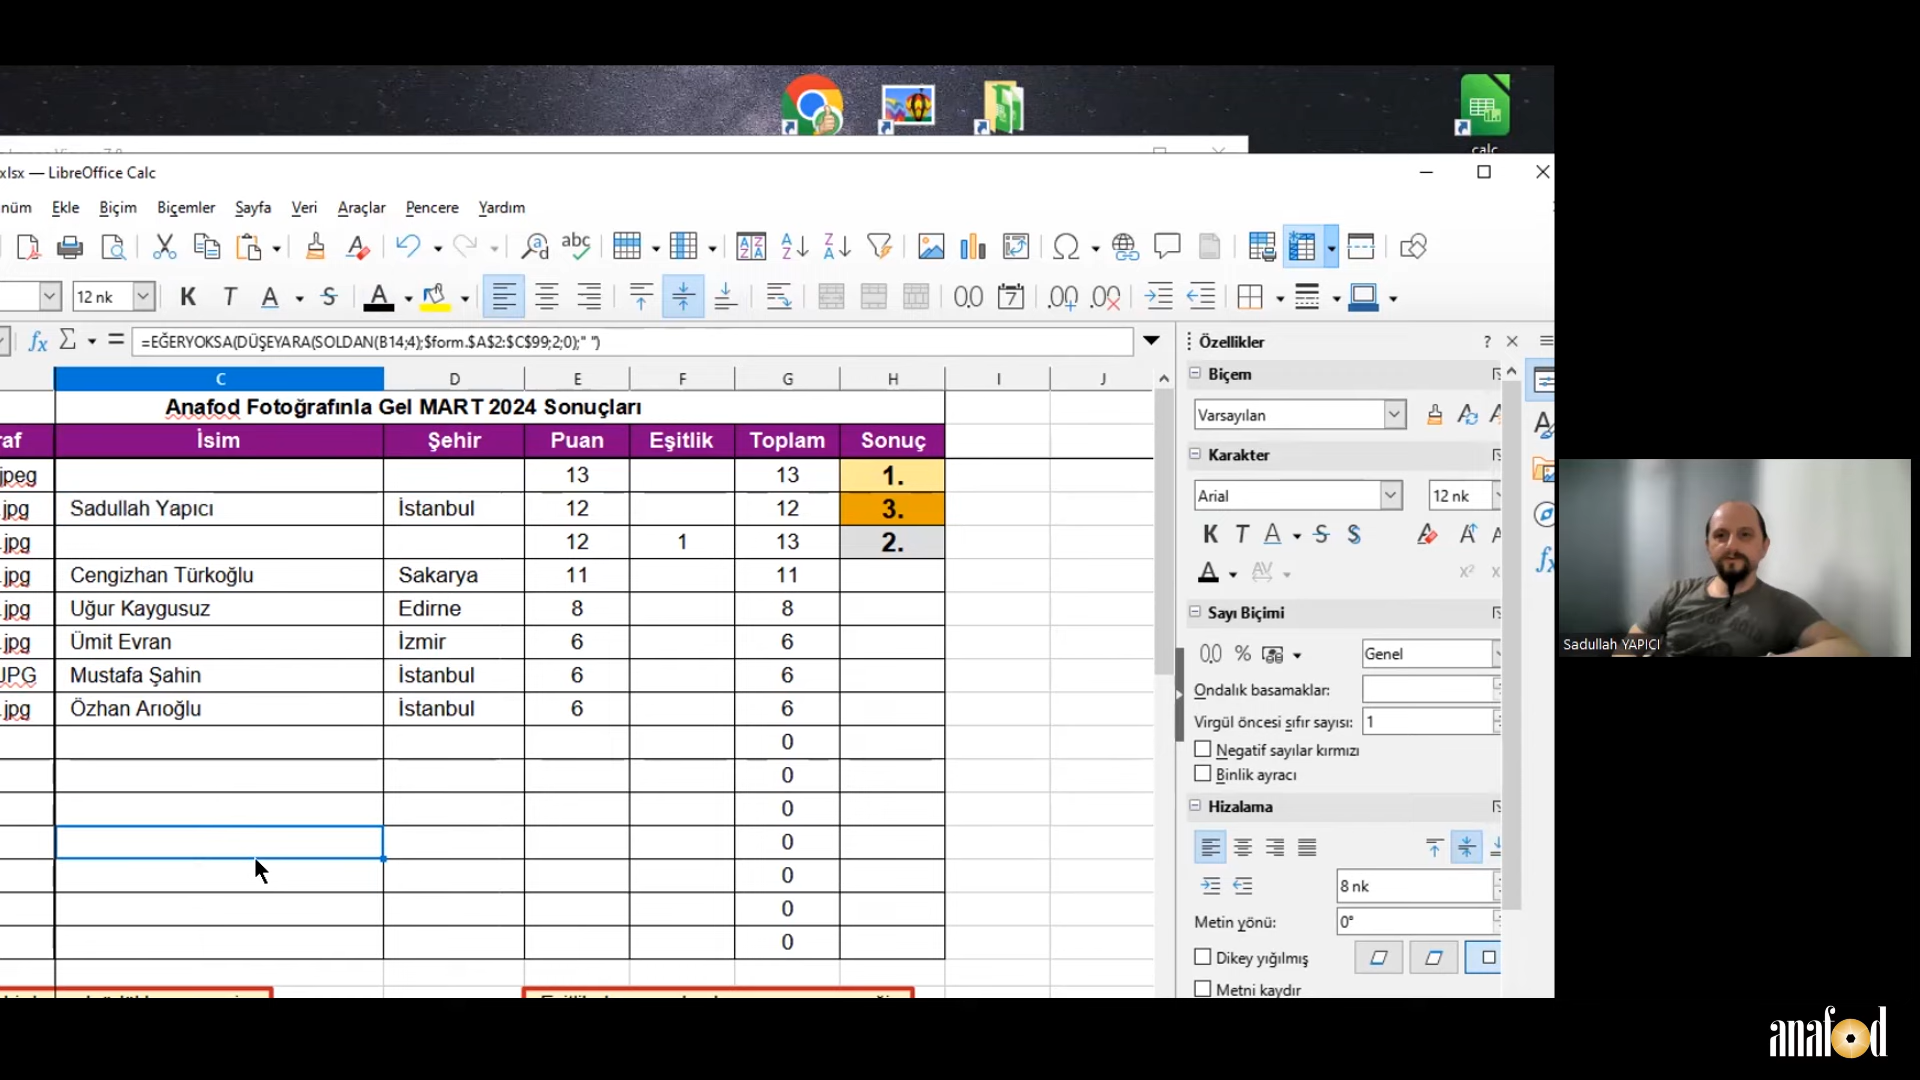 calc
xlsx — LibreOffice Calc
nüm Ekle Biçim Biçemler Sayfa Veri Araçlar Pencere Yardım
12 nk K T A S A
=EĞERYOKSA(DÜŞEYARA(SOLDAN(B14;4);$form.$A$2:$C$99;2;0);" ")
C D E F G H I J
Anafod Fotoğrafınla Gel MART 2024 Sonuçları
raf İsim Şehir Puan Eşitlik Toplam Sonuç
jpeg 13 13 1.
.jpg Sadullah Yapıcı İstanbul 12 12 3.
.jpg 12 1 13 2.
.jpg Cengizhan Türkoğlu Sakarya 11 11
.jpg Uğur Kaygusuz Edirne 8 8
.jpg Ümit Evran İzmir 6 6
JPG Mustafa Şahin İstanbul 6 6
.jpg Özhan Arıoğlu İstanbul 6 6
0
0
0
0
0
0
0
Özellikler
Biçem
Varsayılan
Karakter
Arial 12 nk
K T A S S
Sayı Biçimi
0,0 % Genel
Ondalık basamaklar:
Virgül öncesi sıfır sayısı: 1
Negatif sayılar kırmızı
Binlik ayracı
Hizalama
8 nk
Metin yönü: 0°
Dikey yığılmış
Metni kaydır
Sadullah YAPICI
anafod